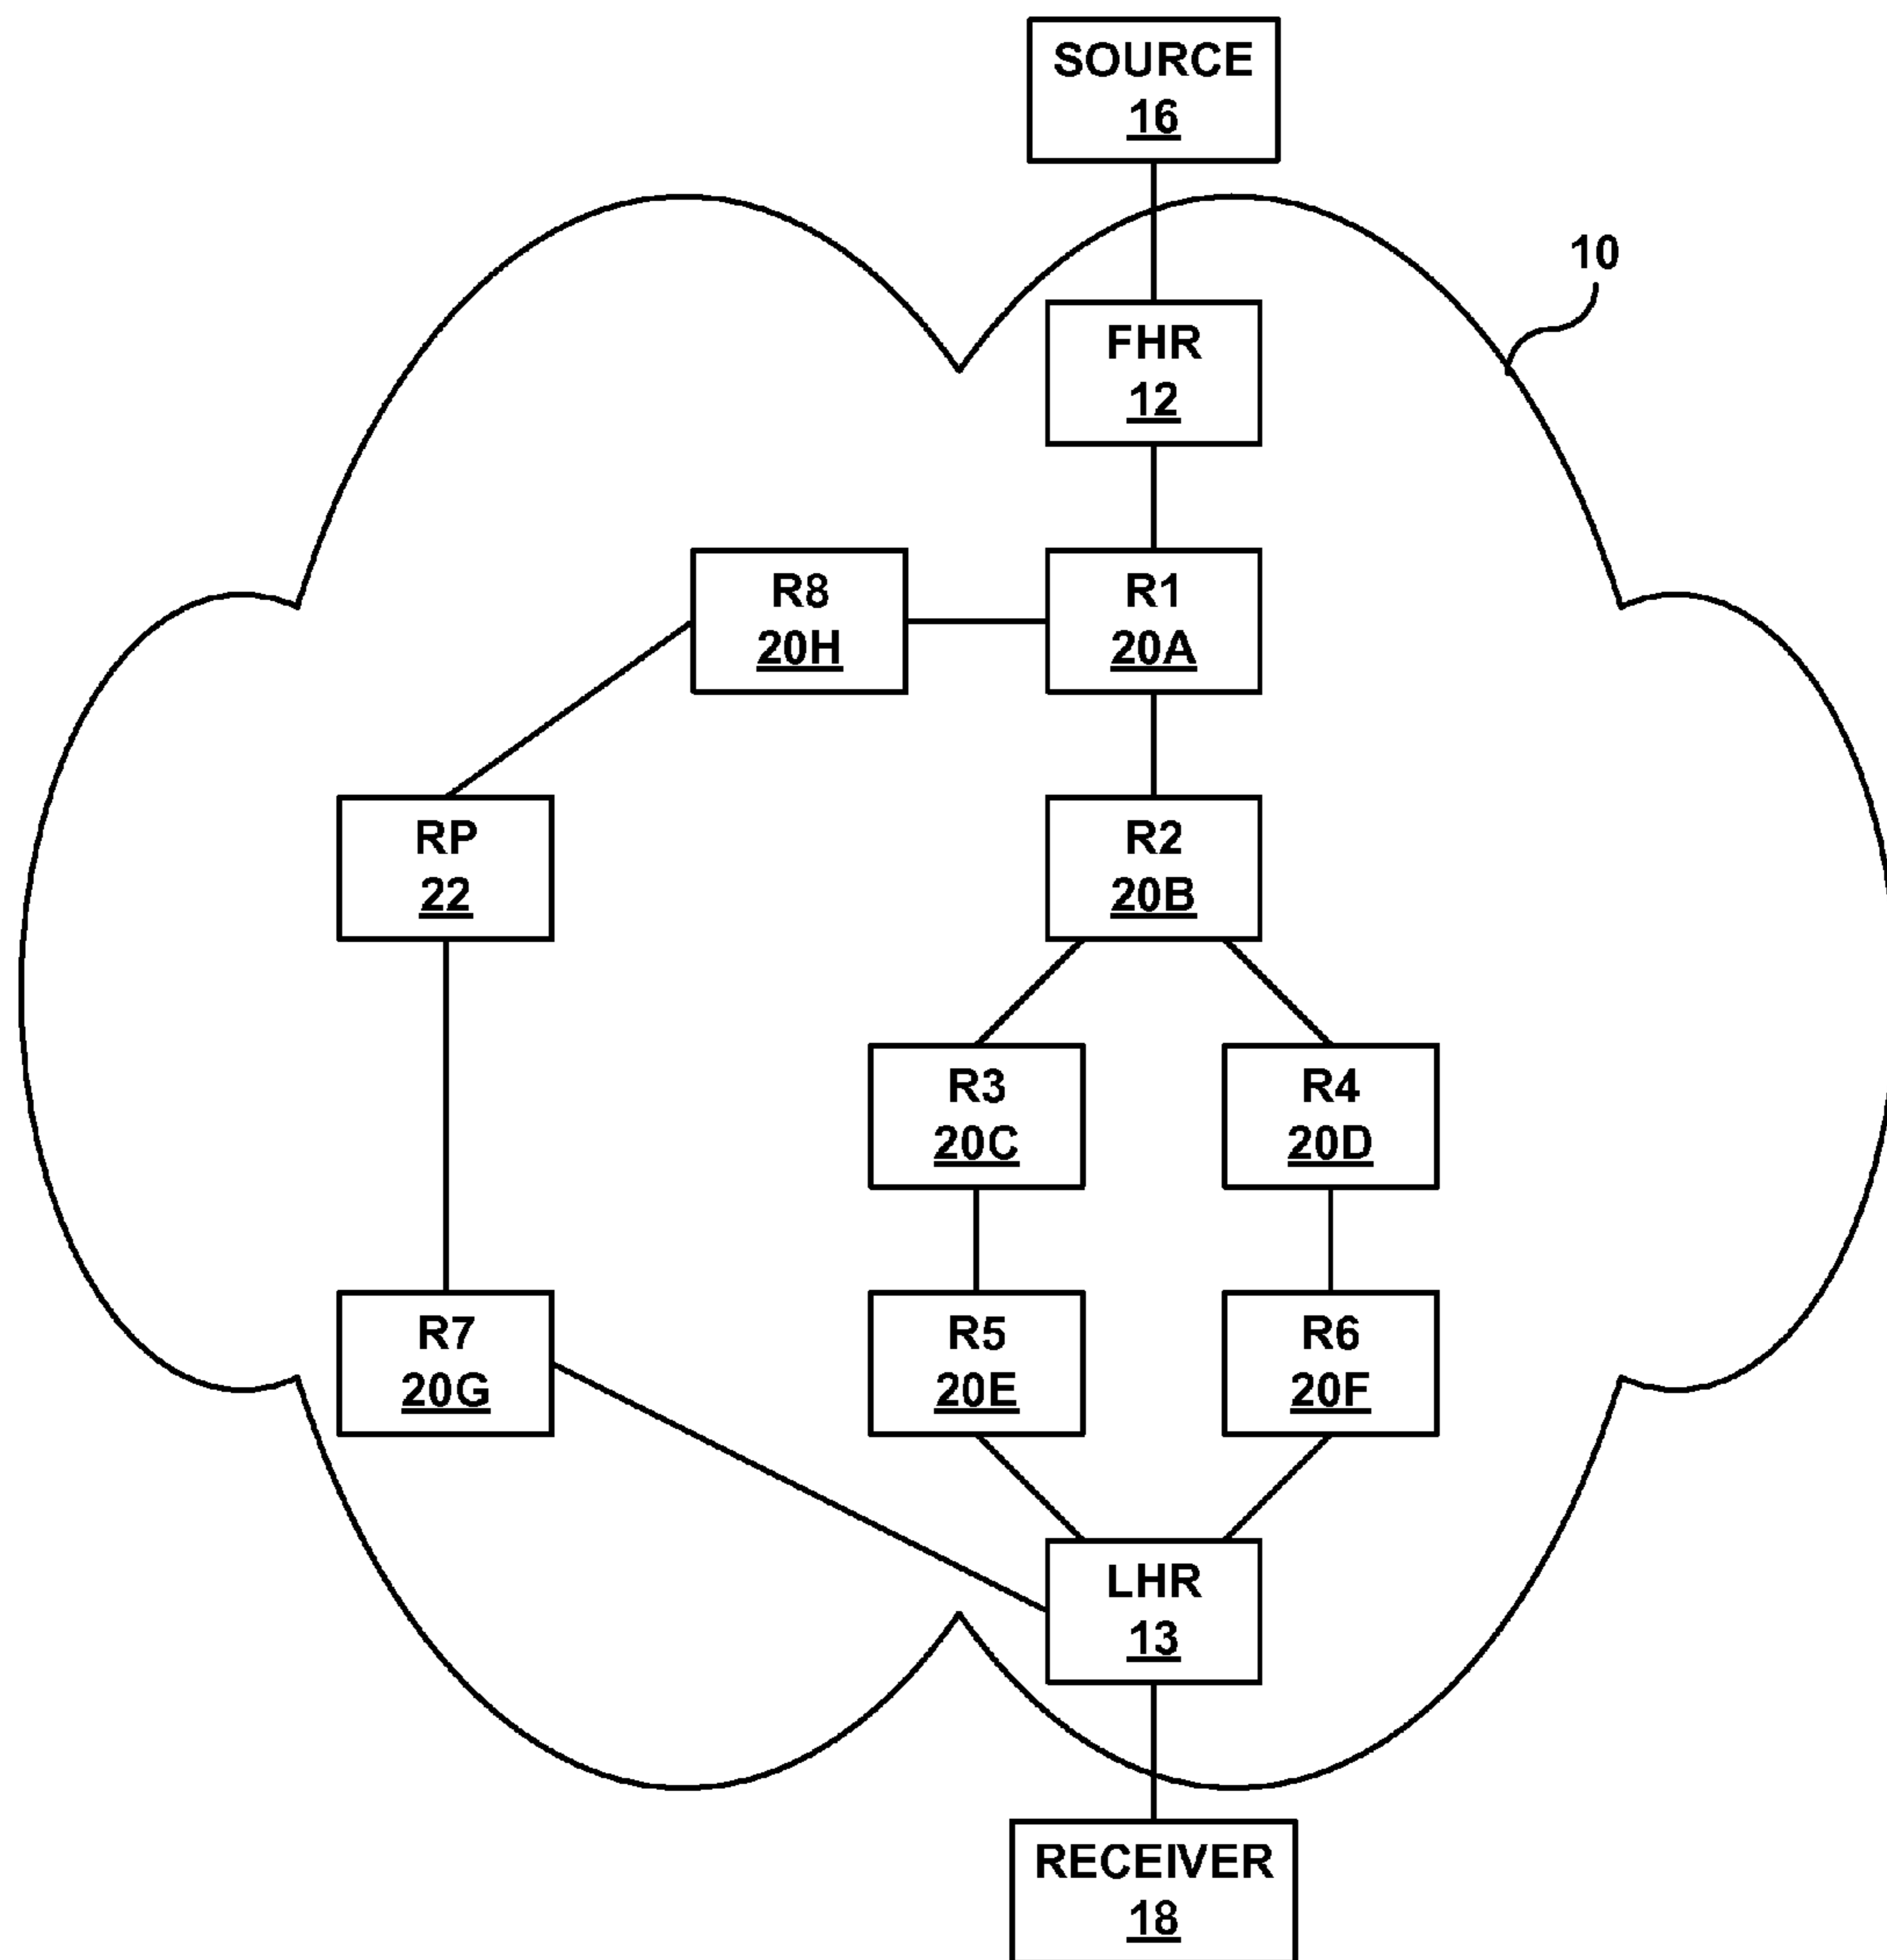 SOURCE
16
10
FHR
12
R8
20H
R1
20A
RP
22
R2
20B
R3
20C
R4
20D
R7
20G
R5
20E
R6
20F
LHR
13
RECEIVER
18